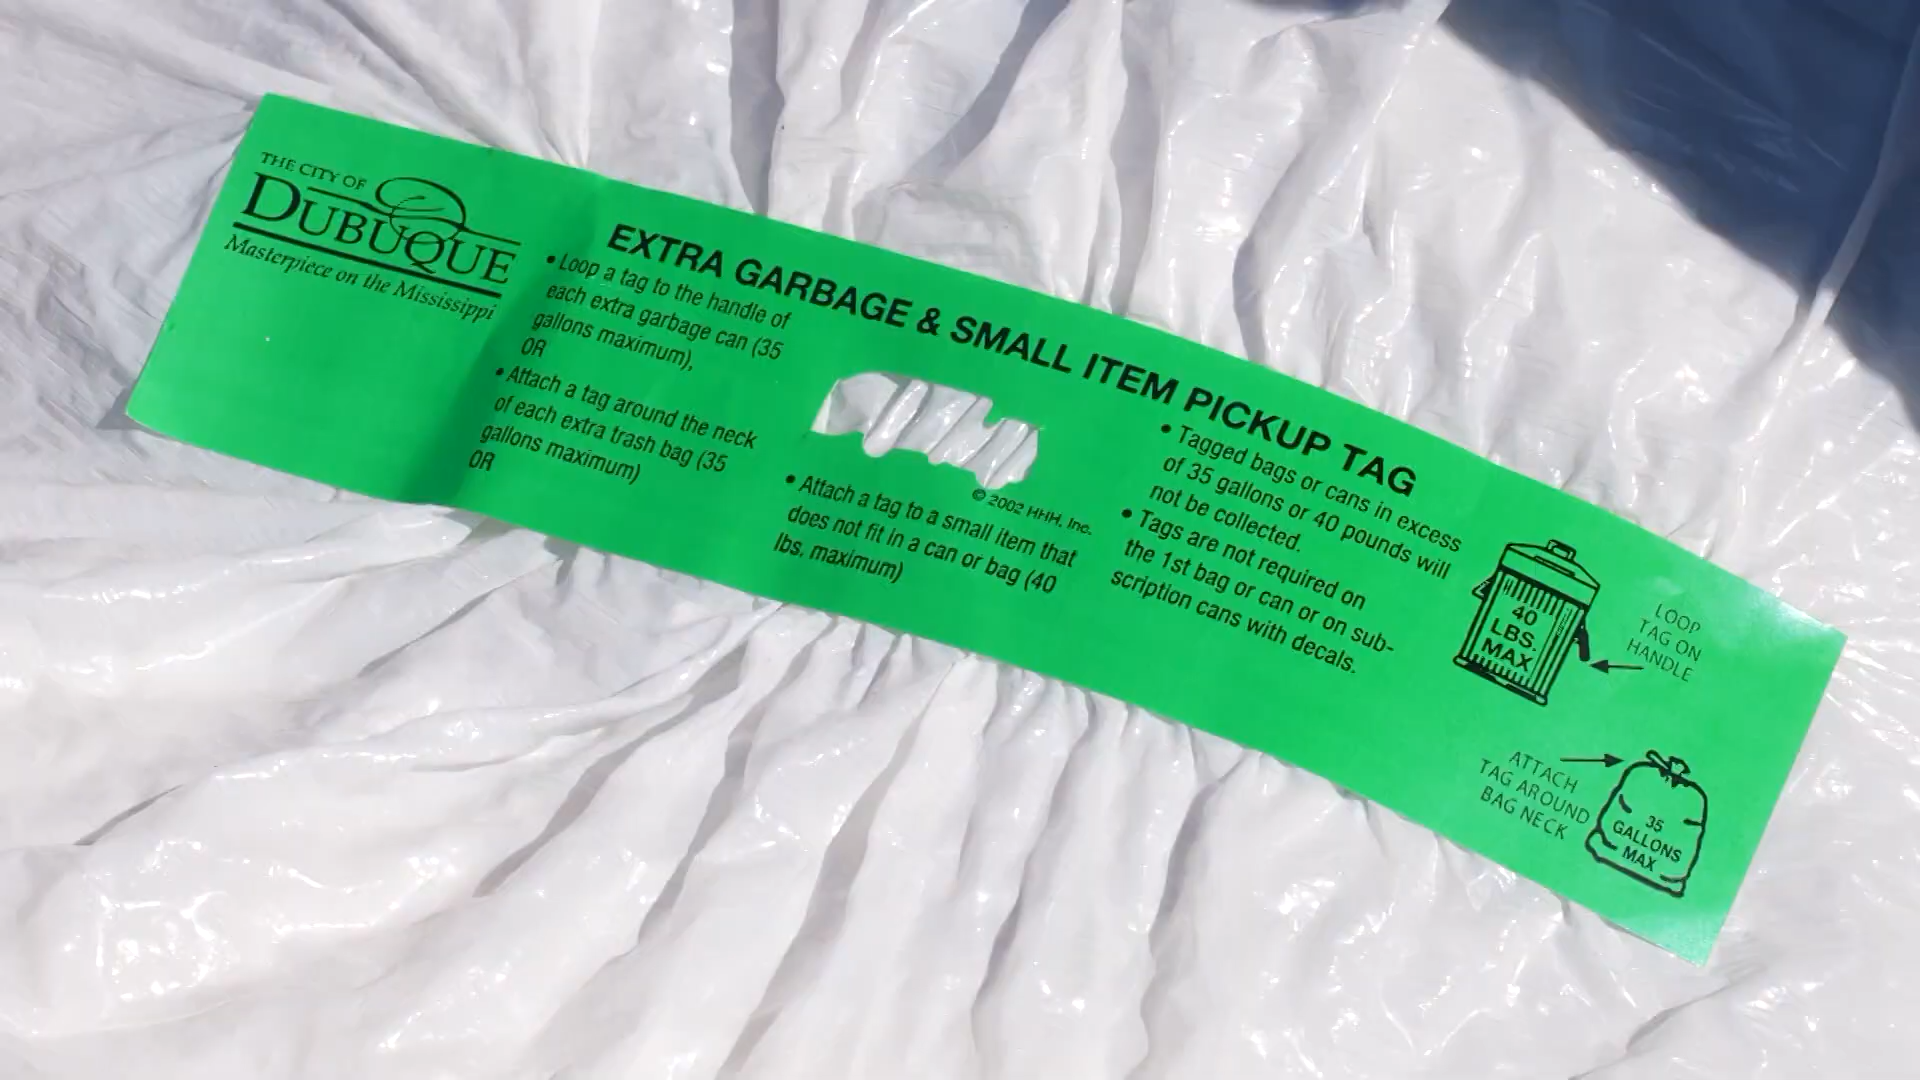 THE CITY OF
DUBUQUE
Masterpiece on the Mississippi
EXTRA GARBAGE & SMALL ITEM PICKUP TAG
• Loop a tag to the handle of
each extra garbage can (35
gallons maximum),
OR
• Attach a tag around the neck
of each extra trash bag (35
gallons maximum)
OR
© 2002 HHH, Inc.
• Attach a tag to a small item that
does not fit in a can or bag (40
lbs. maximum)
• Tagged bags or cans in excess
of 35 gallons or 40 pounds will
not be collected.
• Tags are not required on
the 1st bag or can or on sub-
scription cans with decals.
40
LBS.
MAX
LOOP
TAG ON
HANDLE
ATTACH
TAG AROUND
BAG NECK
35
GALLONS
MAX